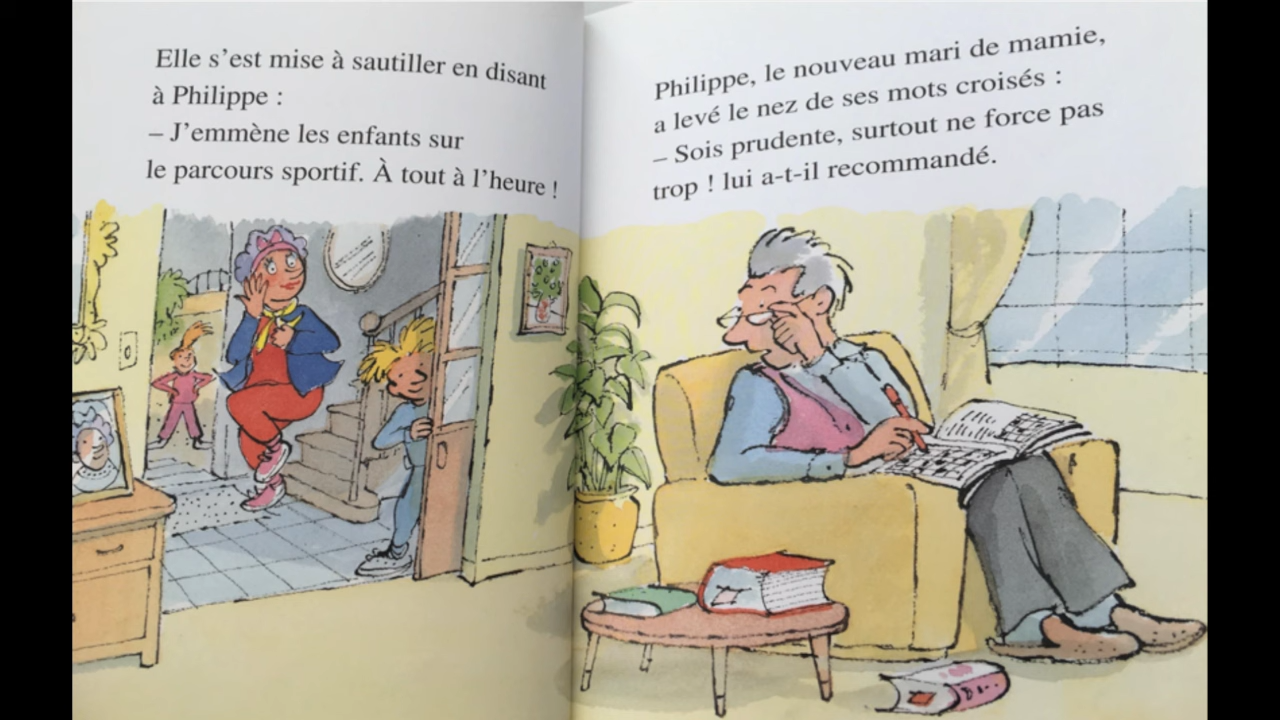 Elle s’est mise à sautiller en disant
à Philippe :
– J’emmène les enfants sur
le parcours sportif. À tout à l’heure !
Philippe, le nouveau mari de mamie,
a levé le nez de ses mots croisés :
– Sois prudente, surtout ne force pas
trop ! lui a-t-il recommandé.